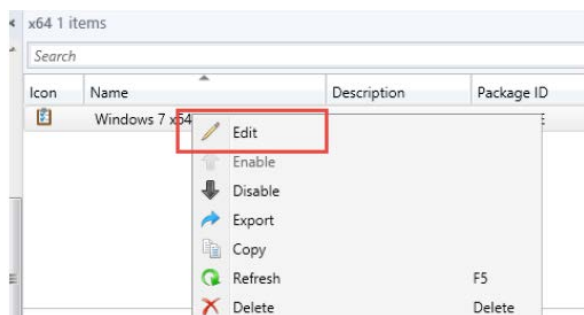 x64 1 items
Search
Icon Name Description Package ID
Windows 7 x64
Edit
Enable
Disable
Export
Copy
Refresh F5
Delete Delete